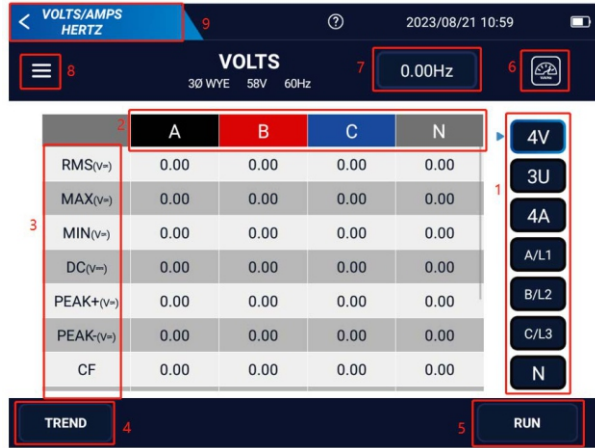 < VOLTS/AMPS
HERTZ
9
?
2023/08/21 10:59
8
VOLTS
3Ø WYE 58V 60Hz
7
0.00Hz
6
2
A B C N
4V
3U
1
4A
A/L1
B/L2
C/L3
N
3
RMS(V≂) 0.00 0.00 0.00 0.00
MAX(V≂) 0.00 0.00 0.00 0.00
MIN(V≂) 0.00 0.00 0.00 0.00
DC(V⎓) 0.00 0.00 0.00 0.00
PEAK+(V≂) 0.00 0.00 0.00 0.00
PEAK-(V≂) 0.00 0.00 0.00 0.00
CF 0.00 0.00 0.00 0.00
TREND
4
5
RUN